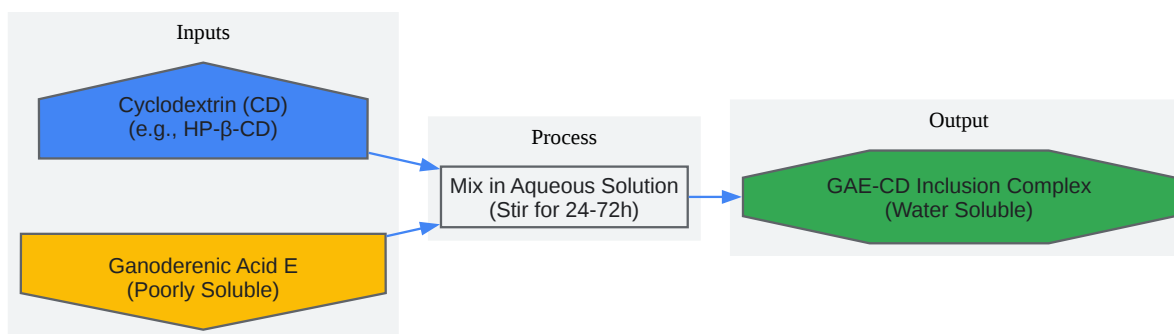 Inputs
Cyclodextrin (CD)
(e.g., HP-β-CD)
Ganoderenic Acid E
(Poorly Soluble)
Process
Mix in Aqueous Solution
(Stir for 24-72h)
Output
GAE-CD Inclusion Complex
(Water Soluble)